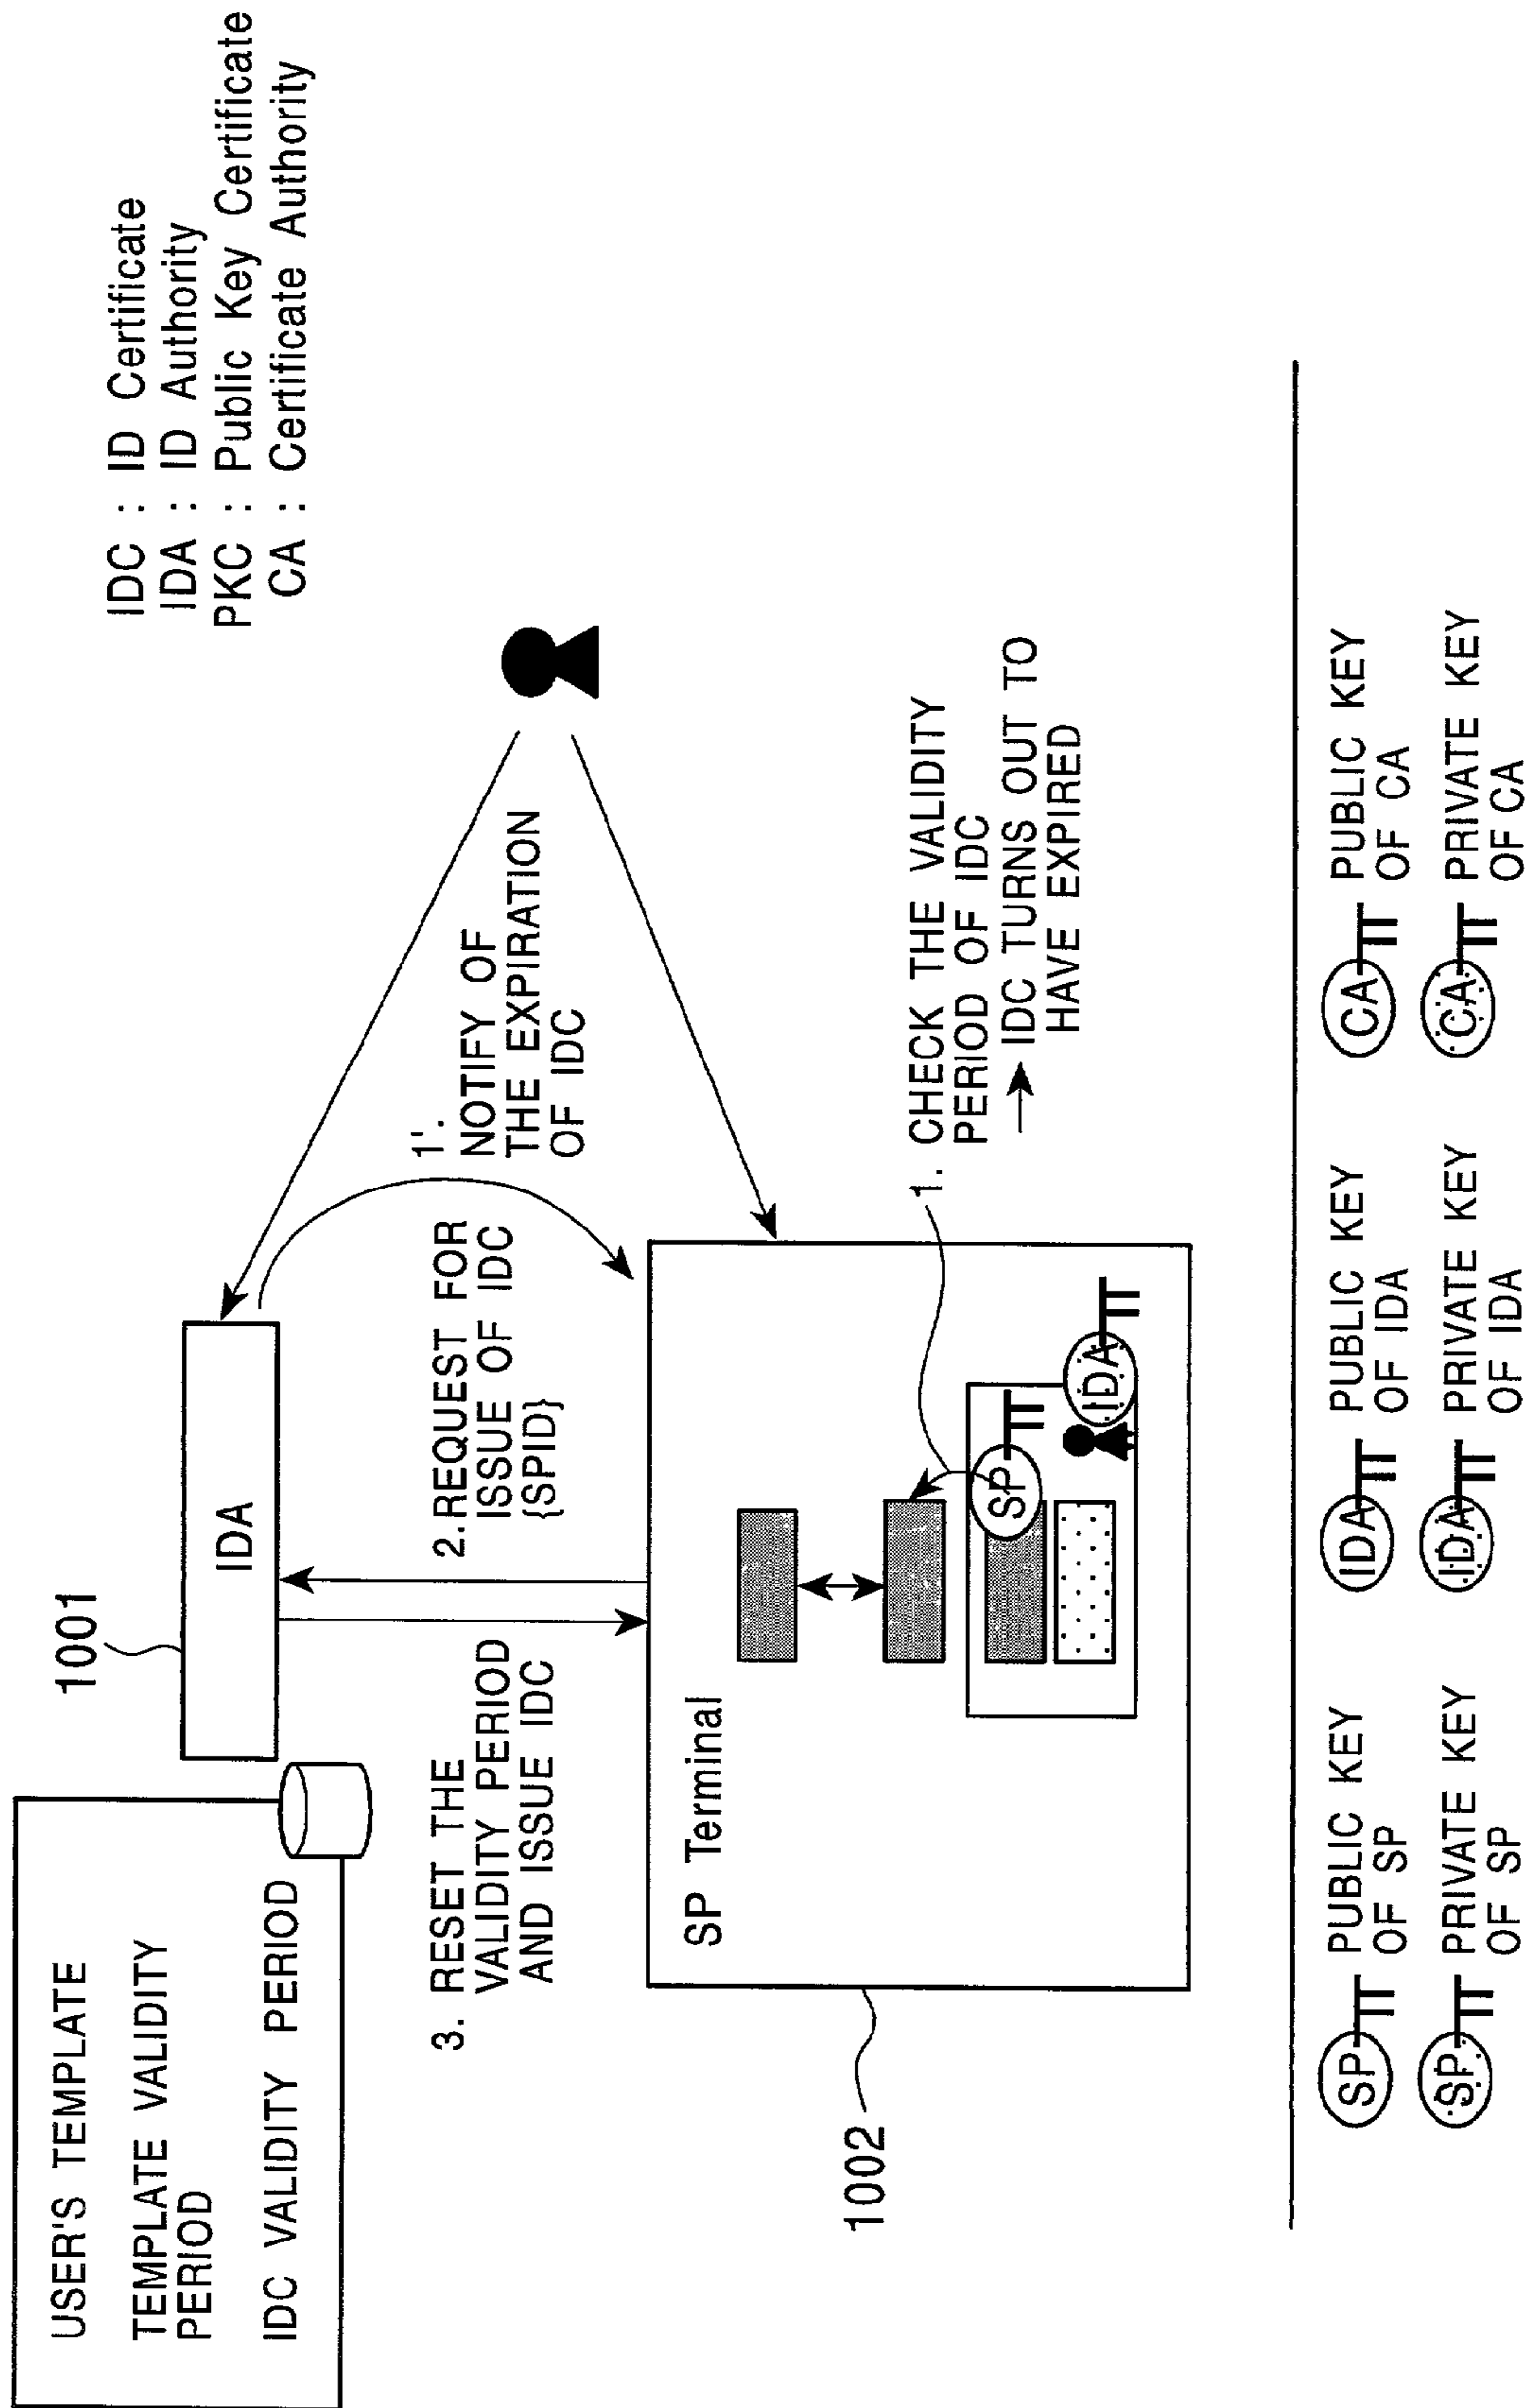 IDC : ID Certificate
IDA : ID Authority
PKC : Public Key Certificate
CA : Certificate Authority
USER'S TEMPLATE
TEMPLATE VALIDITY
PERIOD
IDC VALIDITY PERIOD
1001
IDA
3. RESET THE
VALIDITY PERIOD
AND ISSUE IDC
2. REQUEST FOR
ISSUE OF IDC
{SPID}
1'.
NOTIFY OF
THE EXPIRATION
OF IDC
1002
SP Terminal
SP
IDA
1. CHECK THE VALIDITY
PERIOD OF IDC
→ IDC TURNS OUT TO
HAVE EXPIRED
SP PUBLIC KEY
OF SP
IDA PUBLIC KEY
OF IDA
CA PUBLIC KEY
OF CA
SP PRIVATE KEY
OF SP
IDA PRIVATE KEY
OF IDA
CA PRIVATE KEY
OF CA